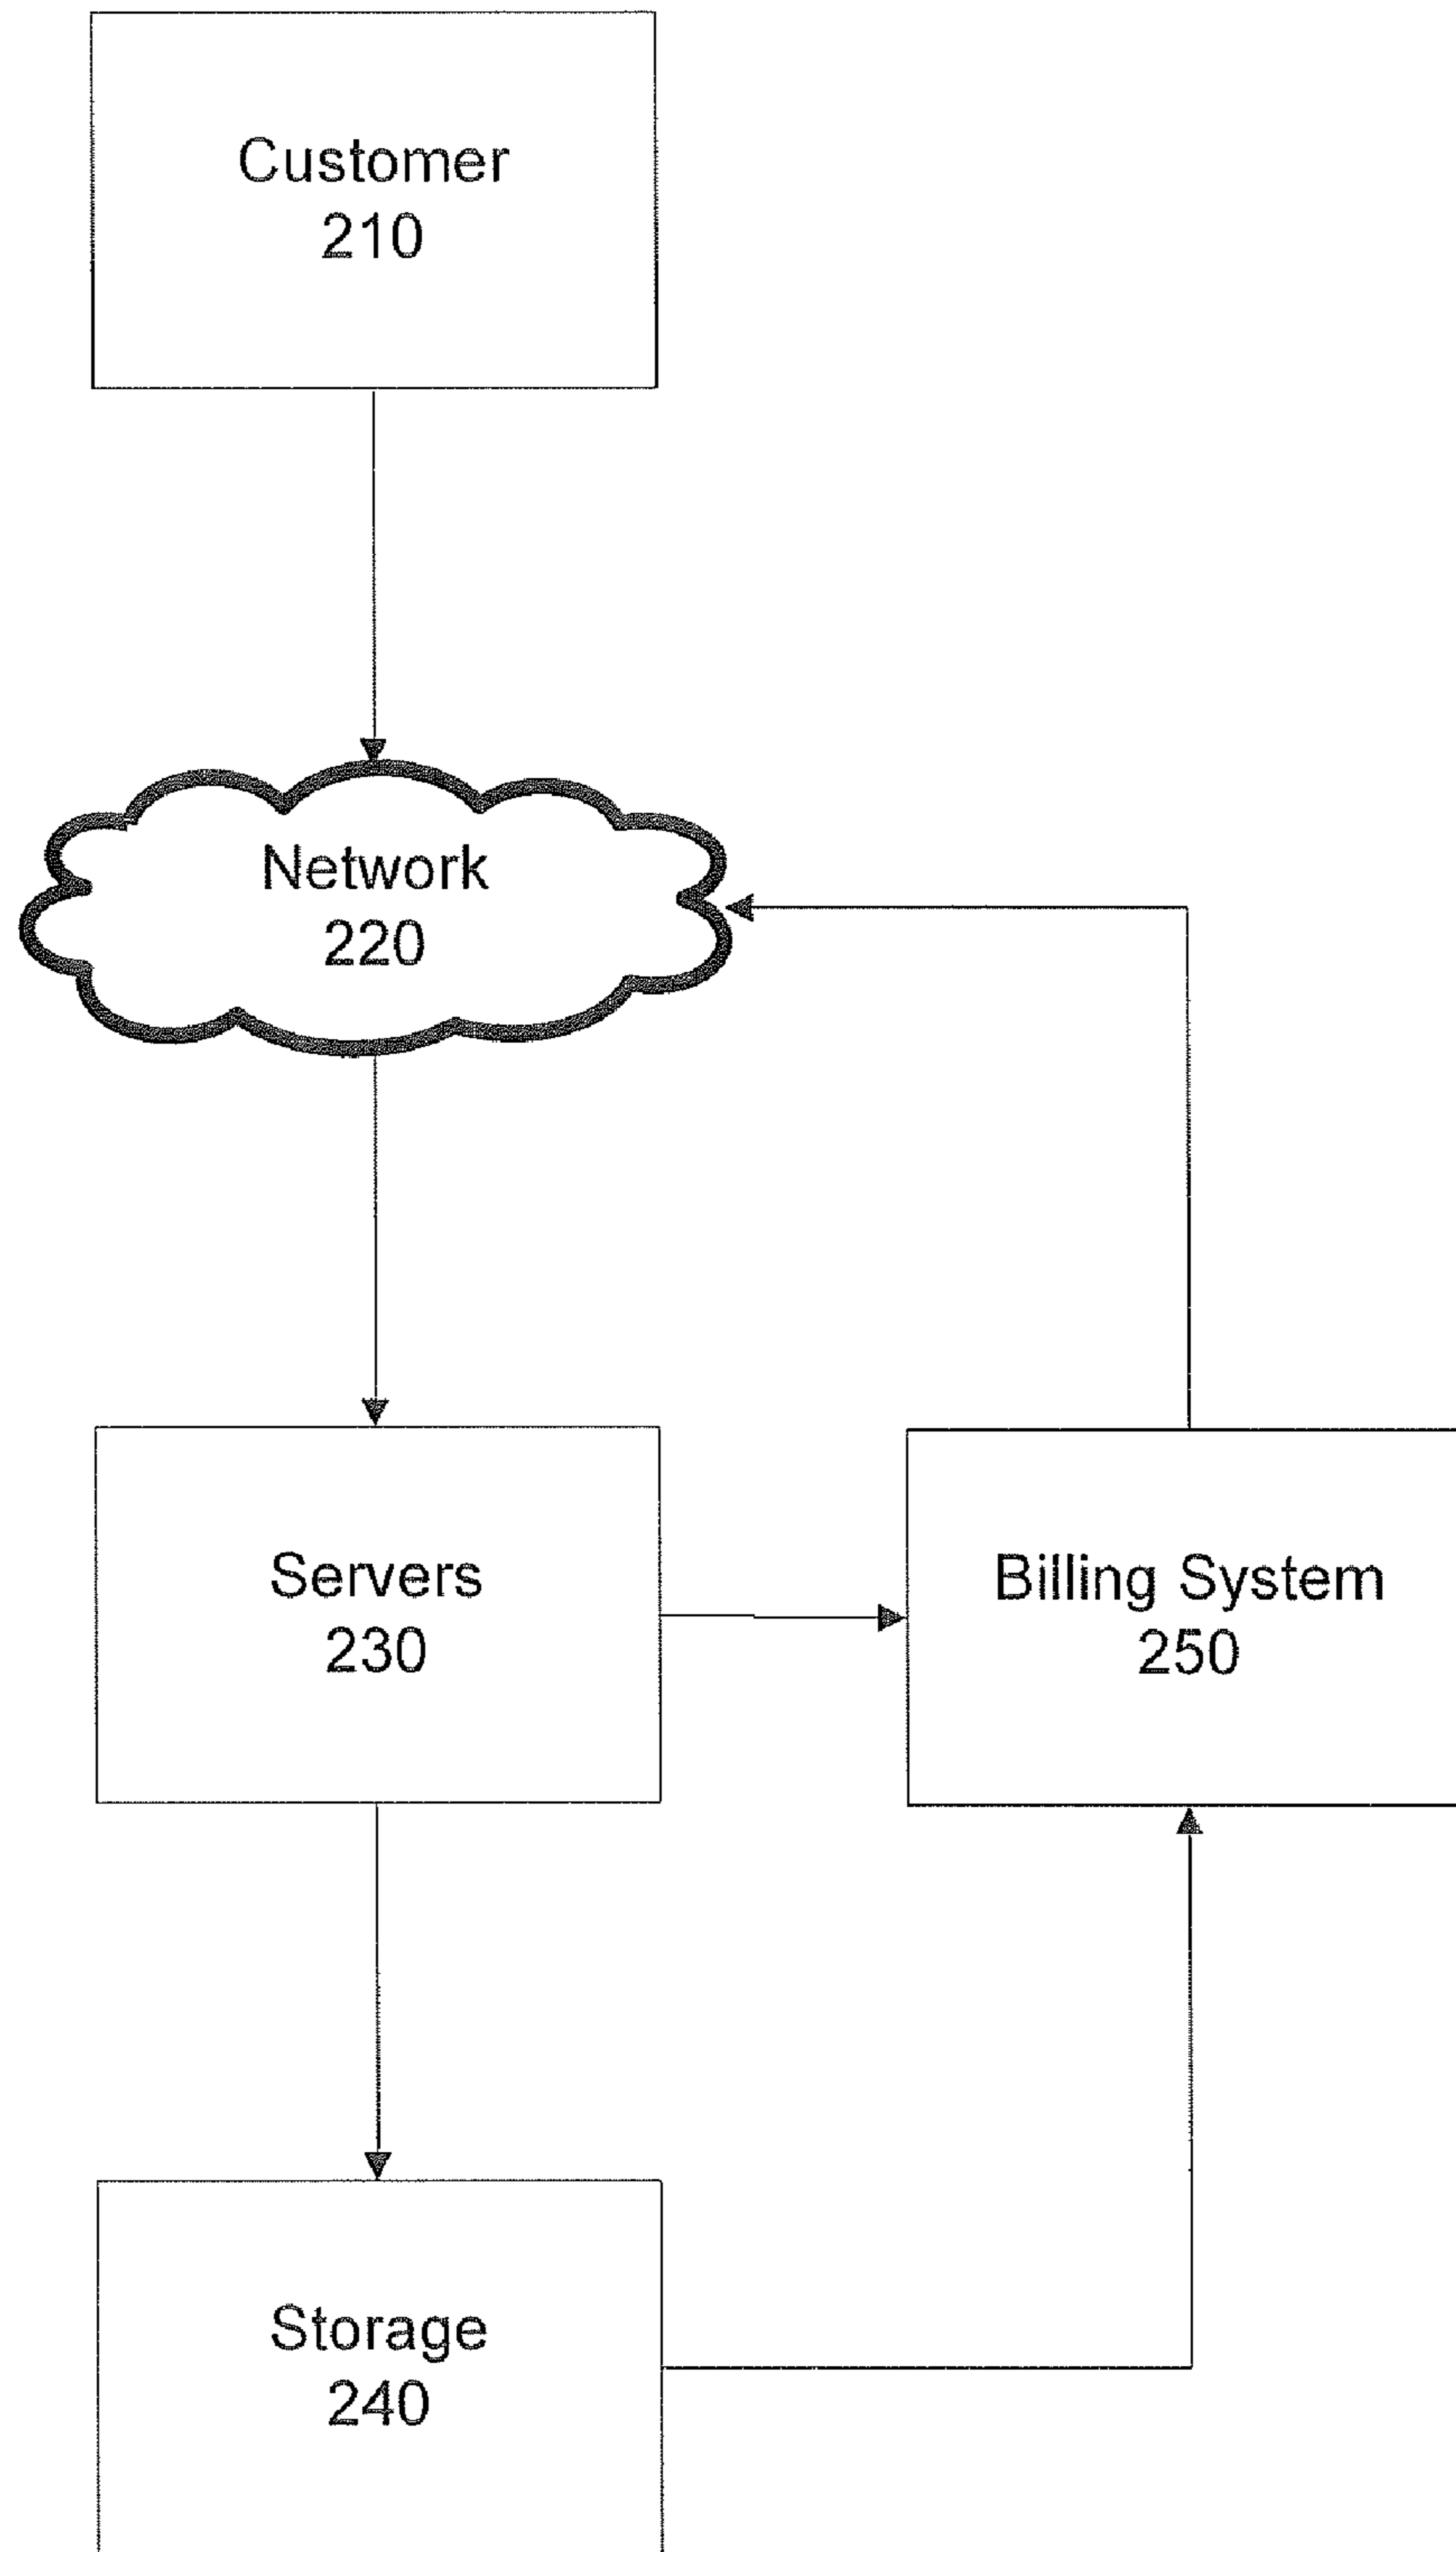 Customer
210
Network
220
Servers
230
Billing System
250
Storage
240